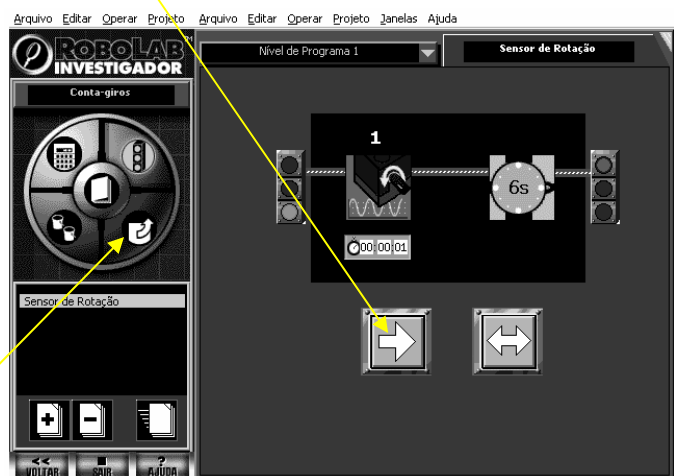 Arquivo Editar Operar Projeto Arquivo Editar Operar Projeto Janelas Ajuda
ROBOLAB™
INVESTIGADOR
Nível de Programa 1
Sensor de Rotação
Conta-giros
1
6s
00:00:01
Sensor de Rotação
<<
VOLTAR
SAIR
?
AJUDA